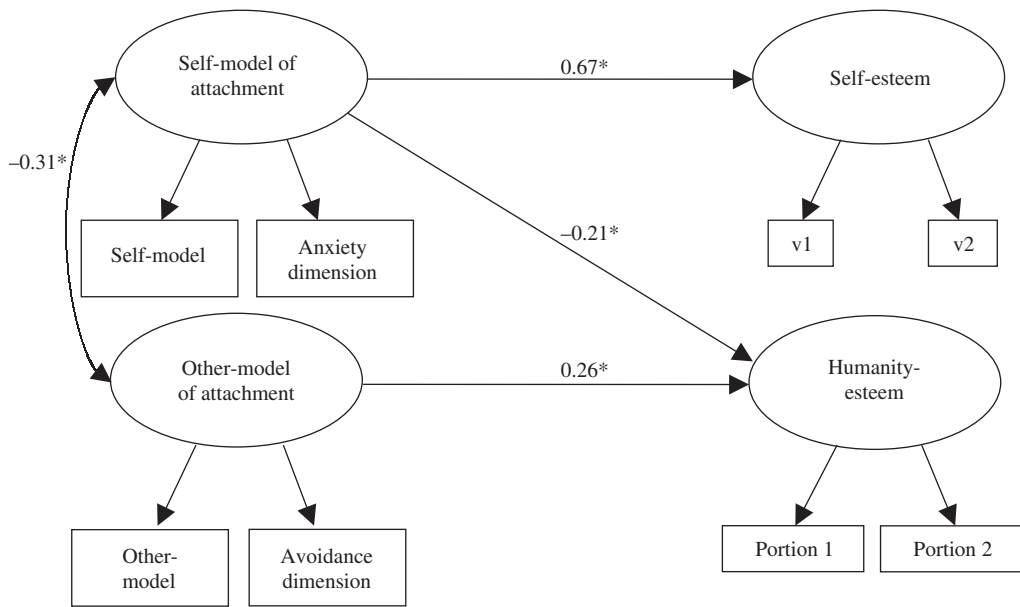 Self-model of
attachment
0.67*
Self-esteem
–0.31*
Self-model
Anxiety
dimension
–0.21*
v1
v2
Other-model
of attachment
0.26*
Humanity-
esteem
Other-
model
Avoidance
dimension
Portion 1
Portion 2